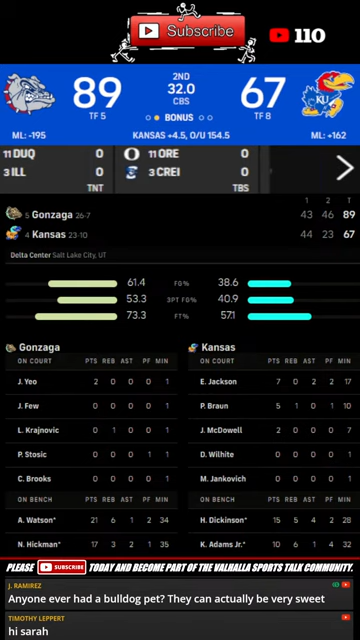 Subscribe
110
89
TF 5
2ND
32.0
CBS
BONUS
67
TF 8
KU
ML: -195
KANSAS +4.5, O/U 154.5
ML: +162
11 DUQ 0
3 ILL 0
TNT
11 ORE 0
3 CREI 0
TBS
1 2 T
5 Gonzaga 26-7 43 46 89
4 Kansas 23-10 44 23 67
Delta Center Salt Lake City, UT
61.4 FG% 38.6
53.3 3PT FG% 40.9
73.3 FT% 57.1
Gonzaga
ON COURT PTS REB AST PF MIN
J. Yeo 2 0 0 0 1
J. Few 0 0 0 0 1
L. Krajnovic 0 1 0 0 1
P. Stosic 0 0 0 1 1
C. Brooks 0 0 0 0 1
ON BENCH PTS REB AST PF MIN
A. Watson* 21 6 1 2 34
N. Hickman* 17 3 2 1 35
Kansas
ON COURT PTS REB AST PF MIN
E. Jackson 7 0 2 2 17
P. Braun 5 1 0 1 10
J. McDowell 2 0 0 0 7
D. Wilhite 0 0 0 0 1
M. Jankovich 0 0 0 0 1
ON BENCH PTS REB AST PF MIN
H. Dickinson* 15 5 4 2 28
K. Adams Jr.* 10 6 1 4 32
PLEASE SUBSCRIBE TODAY AND BECOME PART OF THE VALHALLA SPORTS TALK COMMUNITY.
J. RAMIREZ
Anyone ever had a bulldog pet? They can actually be very sweet
TIMOTHY LEPPERT
hi sarah